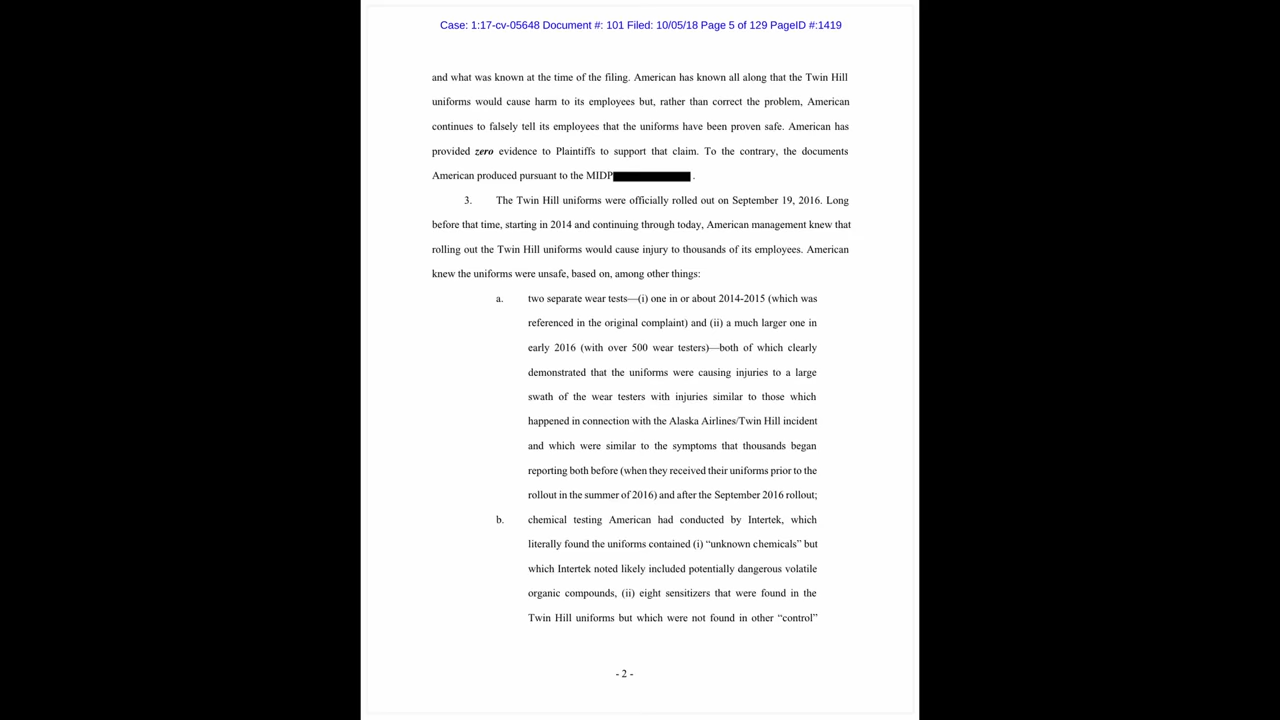 Case: 1:17-cv-05648 Document #: 101 Filed: 10/05/18 Page 5 of 129 PageID #:1419
and what was known at the time of the filing. American has known all along that the Twin Hill
uniforms would cause harm to its employees but, rather than correct the problem, American
continues to falsely tell its employees that the uniforms have been proven safe. American has
provided zero evidence to Plaintiffs to support that claim. To the contrary, the documents
American produced pursuant to the MIDP .
3. The Twin Hill uniforms were officially rolled out on September 19, 2016. Long
before that time, starting in 2014 and continuing through today, American management knew that
rolling out the Twin Hill uniforms would cause injury to thousands of its employees. American
knew the uniforms were unsafe, based on, among other things:
a. two separate wear tests—(i) one in or about 2014-2015 (which was
referenced in the original complaint) and (ii) a much larger one in
early 2016 (with over 500 wear testers)—both of which clearly
demonstrated that the uniforms were causing injuries to a large
swath of the wear testers with injuries similar to those which
happened in connection with the Alaska Airlines/Twin Hill incident
and which were similar to the symptoms that thousands began
reporting both before (when they received their uniforms prior to the
rollout in the summer of 2016) and after the September 2016 rollout;
b. chemical testing American had conducted by Intertek, which
literally found the uniforms contained (i) “unknown chemicals” but
which Intertek noted likely included potentially dangerous volatile
organic compounds, (ii) eight sensitizers that were found in the
Twin Hill uniforms but which were not found in other “control”
- 2 -